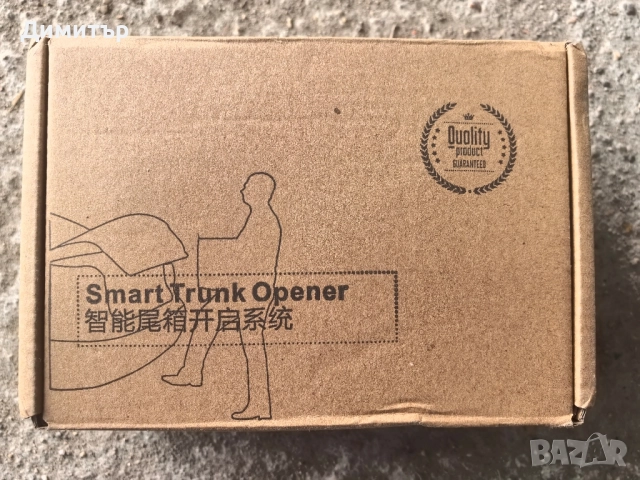 Димитър
Quality
product
GUARANTEED
Smart Trunk Opener
智能尾箱开启系统
BAZAR